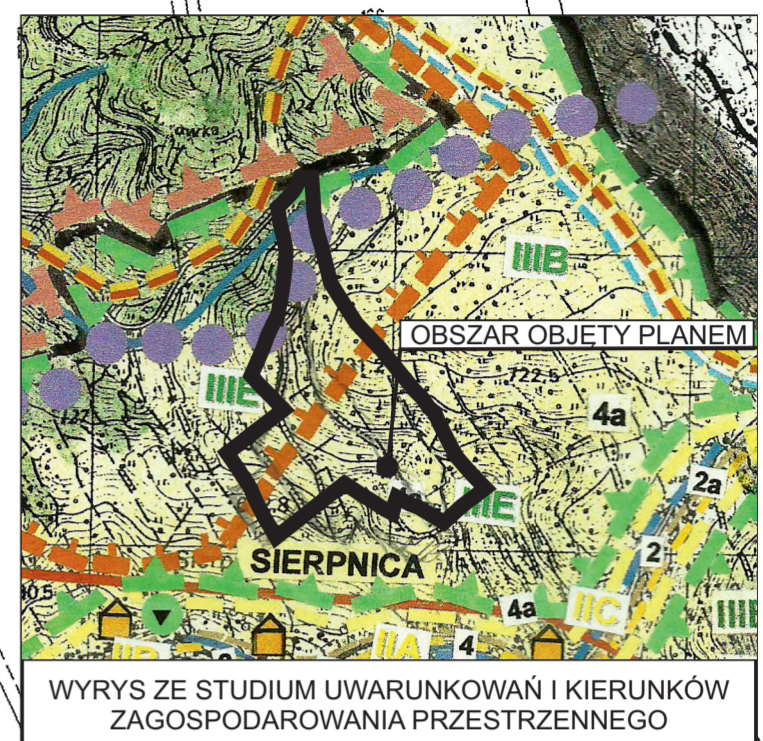 IIIB
OBSZAR OBJĘTY PLANEM
722.5
IIIE
4a
2a
IIIE
SIERPNICA
2
4a
IIC
IIA
4
WYRYS ZE STUDIUM UWARUNKOWAŃ I KIERUNKÓW
ZAGOSPODAROWANIA PRZESTRZENNEGO